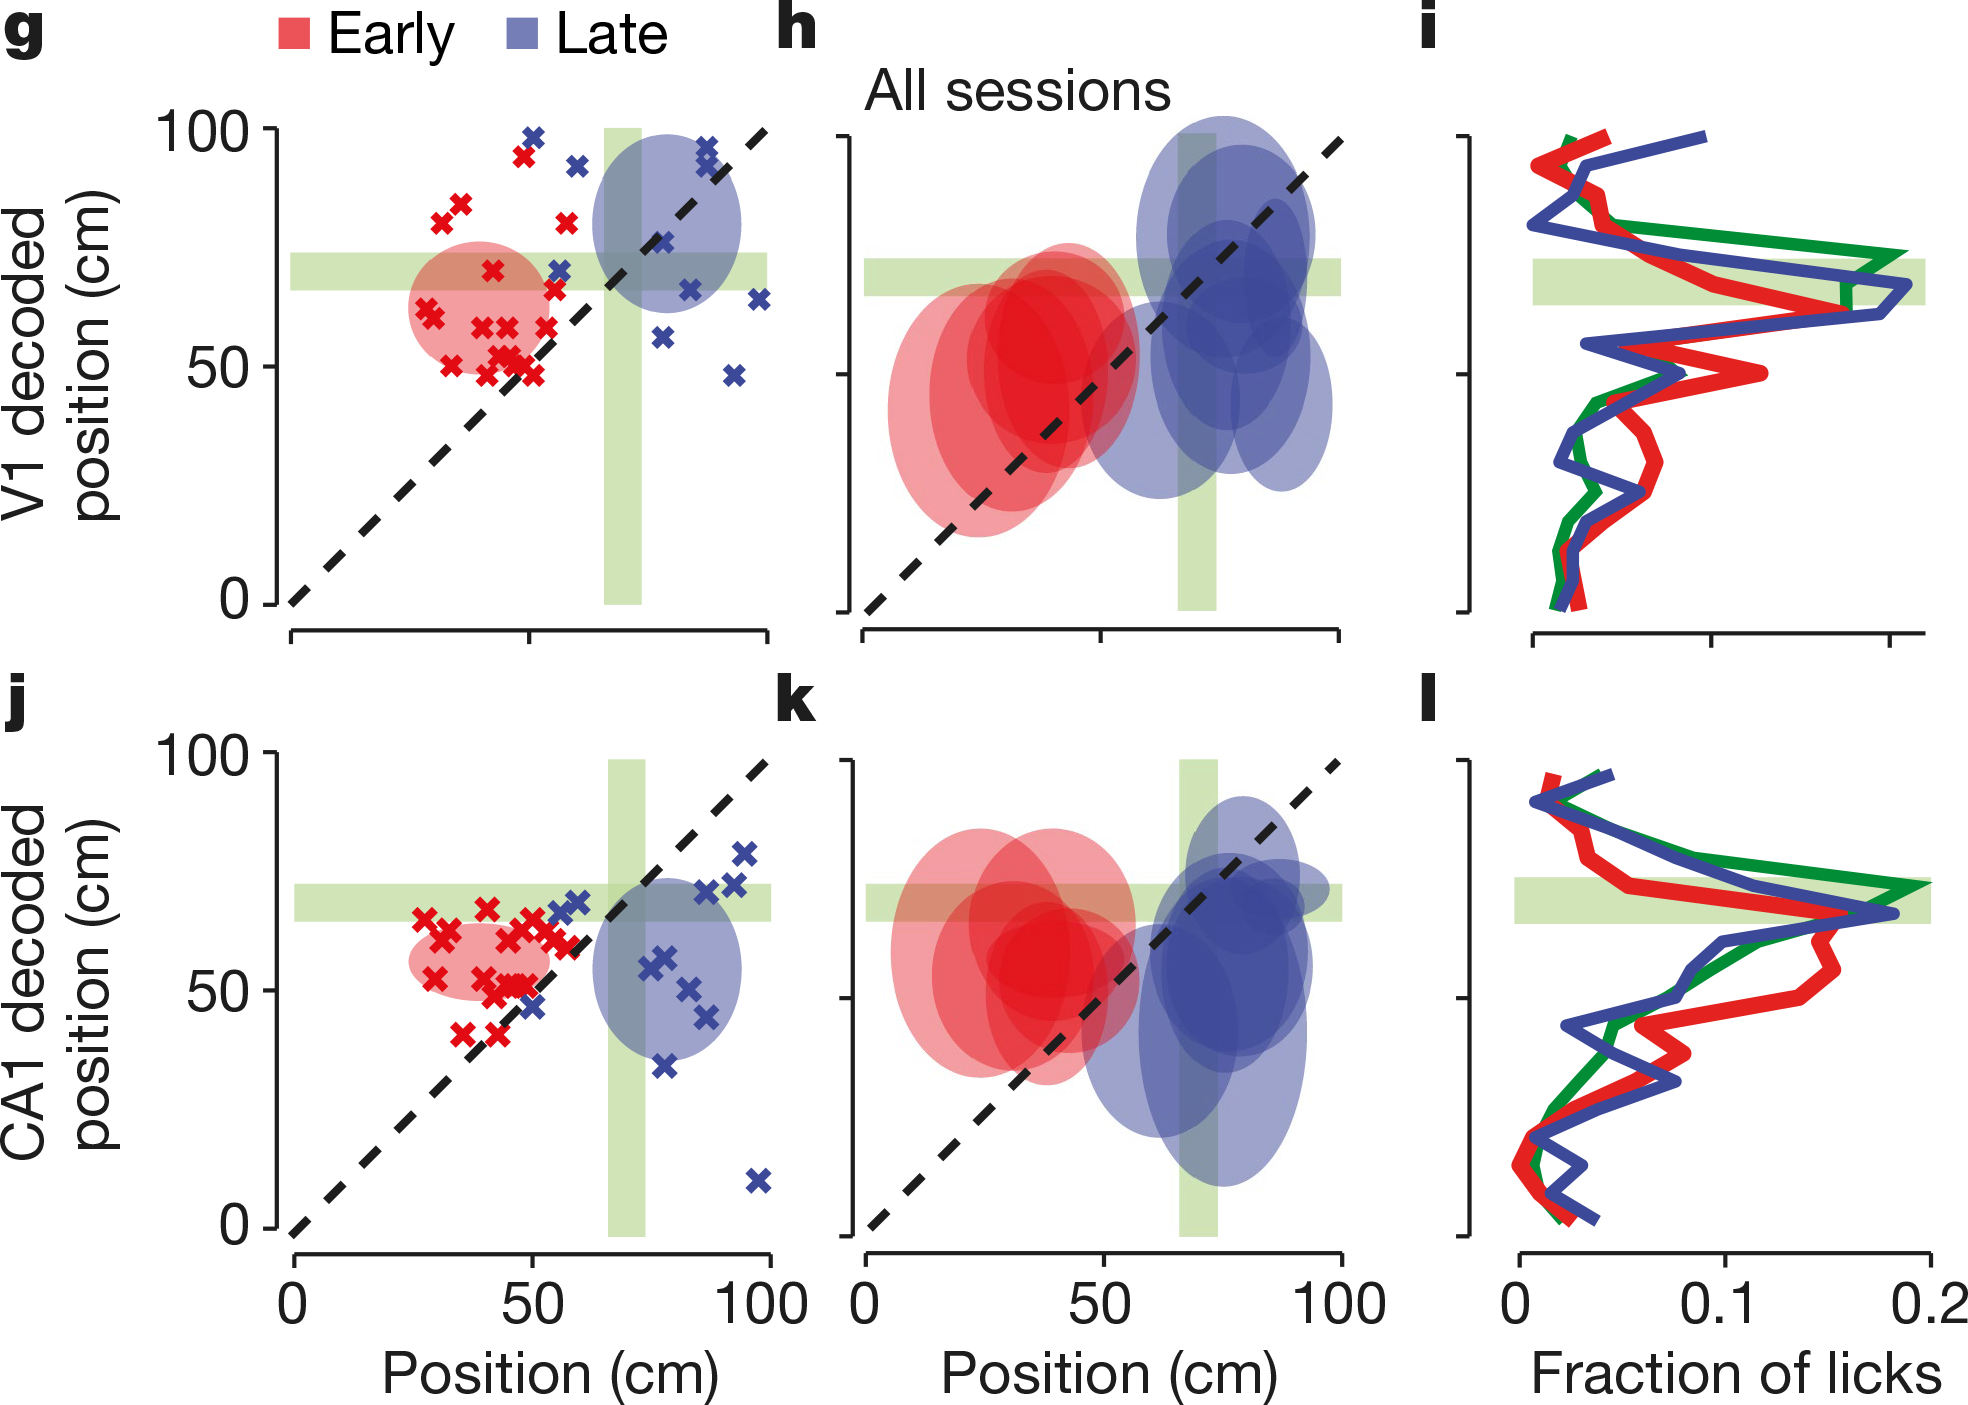 g
Early
Late
h
All sessions
i
V1 decoded
position (cm)
100
50
0
j
k
l
CA1 decoded
position (cm)
100
50
0
0
50
100
0
50
100
0
0.1
0.2
Position (cm)
Position (cm)
Fraction of licks